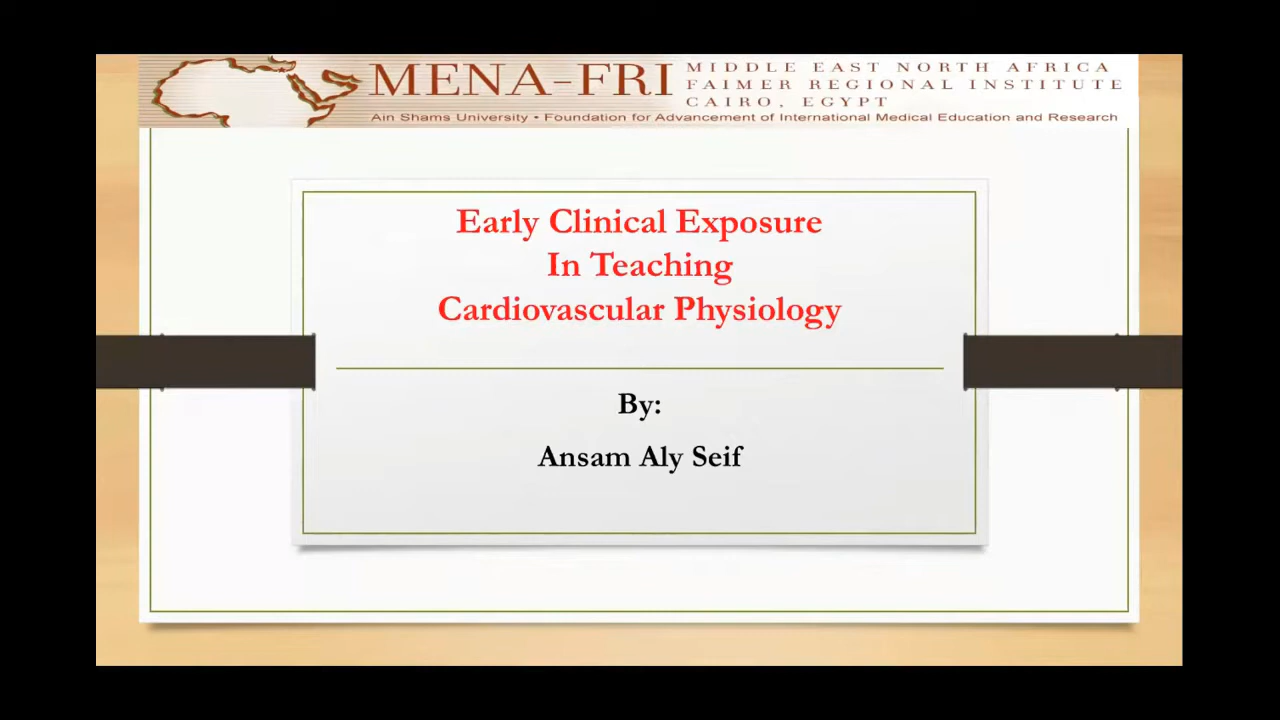 MENA-FRI
MIDDLE EAST NORTH AFRICA
FAIMER REGIONAL INSTITUTE
CAIRO, EGYPT
Ain Shams University • Foundation for Advancement of International Medical Education and Research
Early Clinical Exposure
In Teaching
Cardiovascular Physiology
By:
Ansam Aly Seif